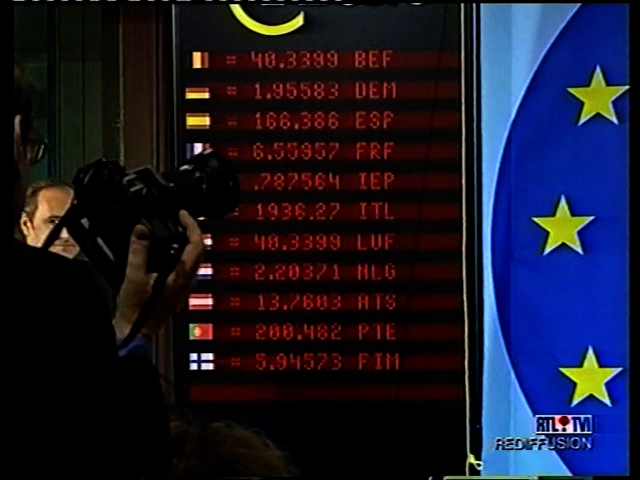 = 40.3399 BEF
= 1.95583 DEM
= 166,386 ESP
= 6.55957 FRF
.787564 IEP
= 1936.27 ITL
= 40.3399 LUF
= 2.20371 NLG
= 13.7603 ATS
= 200.482 PTE
= 5.94573 FIM
RTL TVI
REDIFFUSION